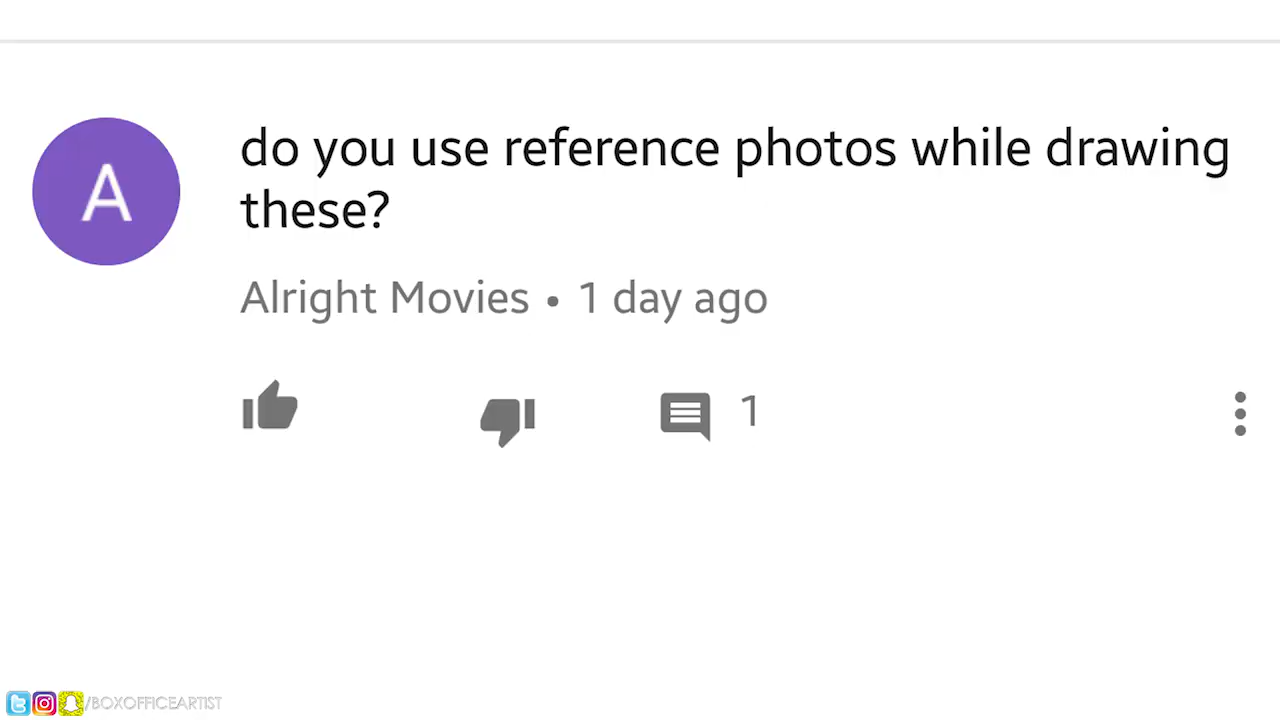 A
do you use reference photos while drawing
these?
Alright Movies • 1 day ago
1
/BOXOFFICEARTIST